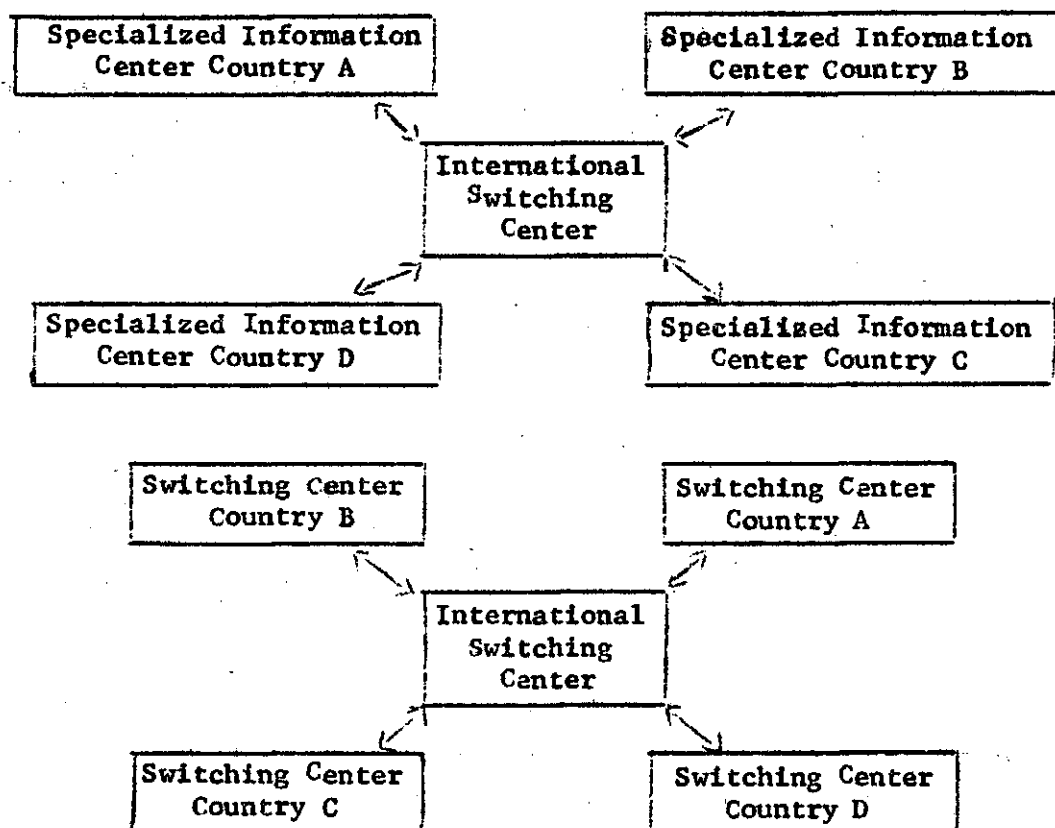 Specialized Information
Center Country A
Specialized Information
Center Country B
International
Switching
Center
Specialized Information
Center Country D
Specialized Information
Center Country C
Switching Center
Country B
Switching Center
Country A
International
Switching
Center
Switching Center
Country C
Switching Center
Country D